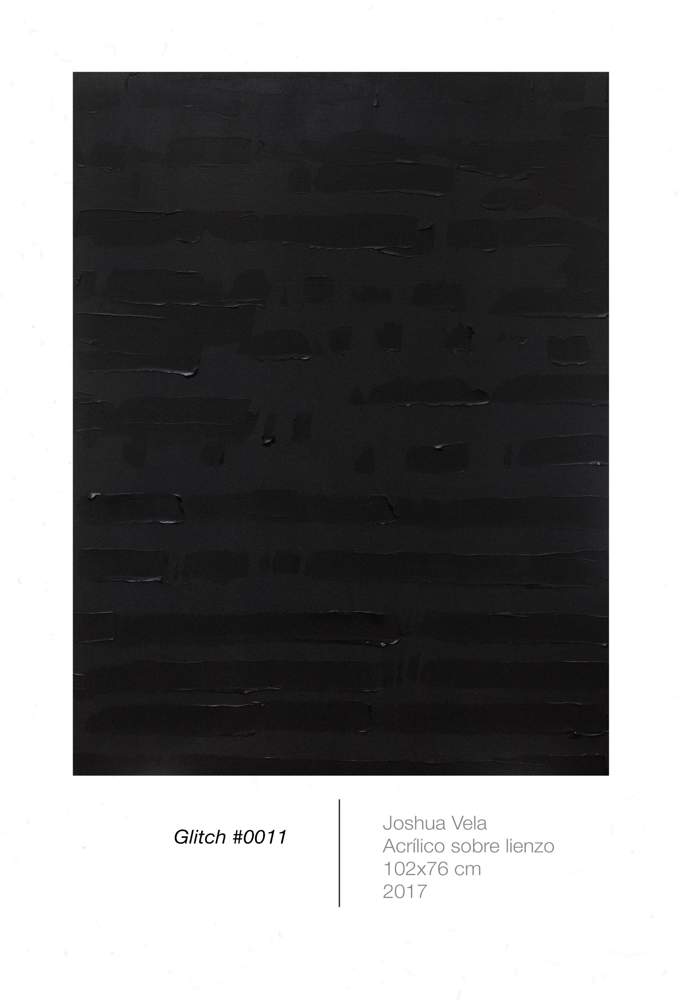 Glitch #0011
Joshua Vela
Acrílico sobre lienzo
102x76 cm
2017